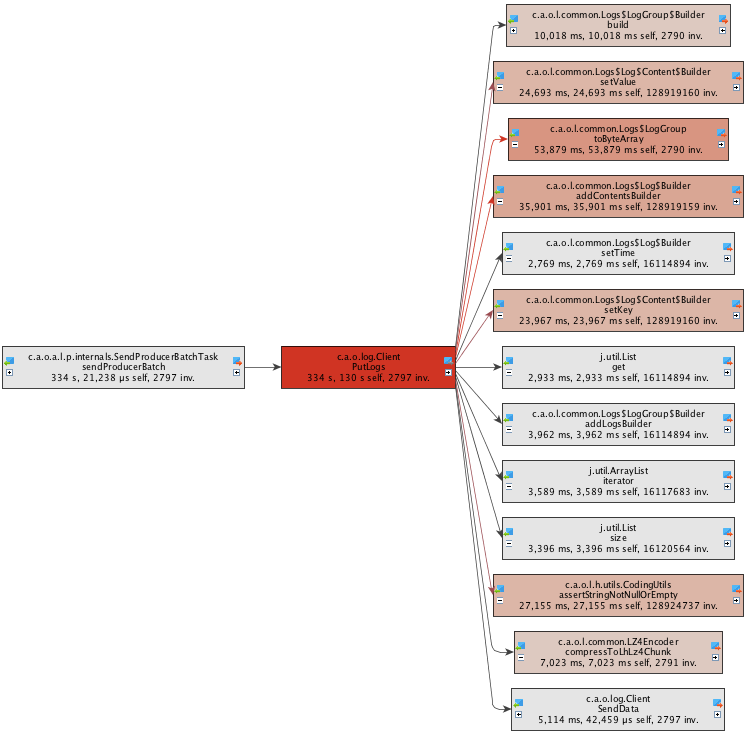 c.a.o.l.common.Logs$LogGroup$Builder
build
10,018 ms, 10,018 ms self, 2790 inv.
c.a.o.l.common.Logs$Log$Content$Builder
setValue
24,693 ms, 24,693 ms self, 128919160 inv.
c.a.o.l.common.Logs$LogGroup
toByteArray
53,879 ms, 53,879 ms self, 2790 inv.
c.a.o.l.common.Logs$Log$Builder
addContentsBuilder
35,901 ms, 35,901 ms self, 128919159 inv.
c.a.o.l.common.Logs$Log$Builder
setTime
2,769 ms, 2,769 ms self, 16114894 inv.
c.a.o.l.common.Logs$Log$Content$Builder
setKey
23,967 ms, 23,967 ms self, 128919160 inv.
c.a.o.a.l.p.internals.SendProducerBatchTask
sendProducerBatch
334 s, 21,238 µs self, 2797 inv.
c.a.o.log.Client
PutLogs
334 s, 130 s self, 2797 inv.
j.util.List
get
2,933 ms, 2,933 ms self, 16114894 inv.
c.a.o.l.common.Logs$LogGroup$Builder
addLogsBuilder
3,962 ms, 3,962 ms self, 16114894 inv.
j.util.ArrayList
iterator
3,589 ms, 3,589 ms self, 16117683 inv.
j.util.List
size
3,396 ms, 3,396 ms self, 16120564 inv.
c.a.o.l.h.utils.CodingUtils
assertStringNotNullOrEmpty
27,155 ms, 27,155 ms self, 128924737 inv.
c.a.o.l.common.LZ4Encoder
compressToLhLz4Chunk
7,023 ms, 7,023 ms self, 2791 inv.
c.a.o.log.Client
SendData
5,114 ms, 42,459 µs self, 2797 inv.